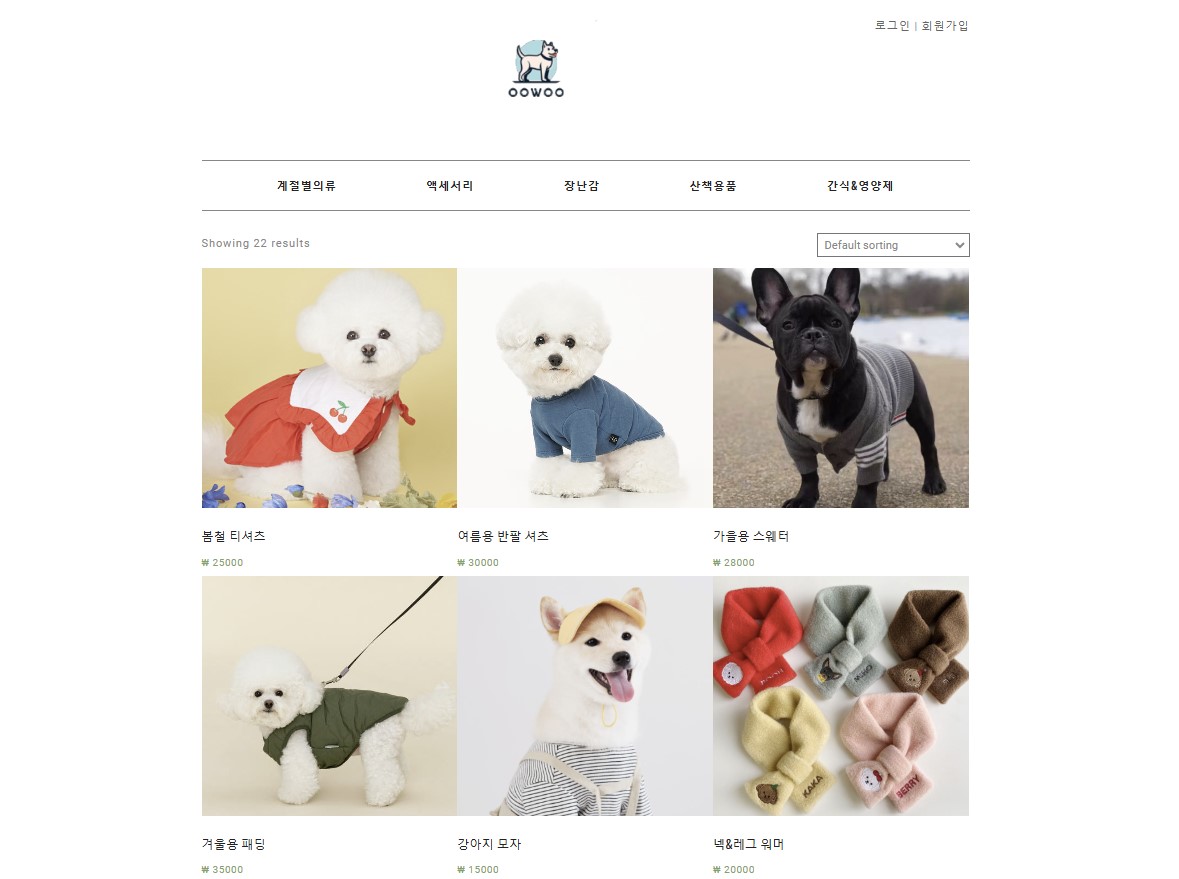 로그인 | 회원가입
OOWOO
계절별의류 액세서리 장난감 산책용품 간식&영양제
Showing 22 results
Default sorting
봄철 티셔츠 여름용 반팔 셔츠 가을용 스웨터
₩ 25000 ₩ 30000 ₩ 28000
KAKA BERRY
겨울용 패딩 강아지 모자 넥&레그 워머
₩ 35000 ₩ 15000 ₩ 20000